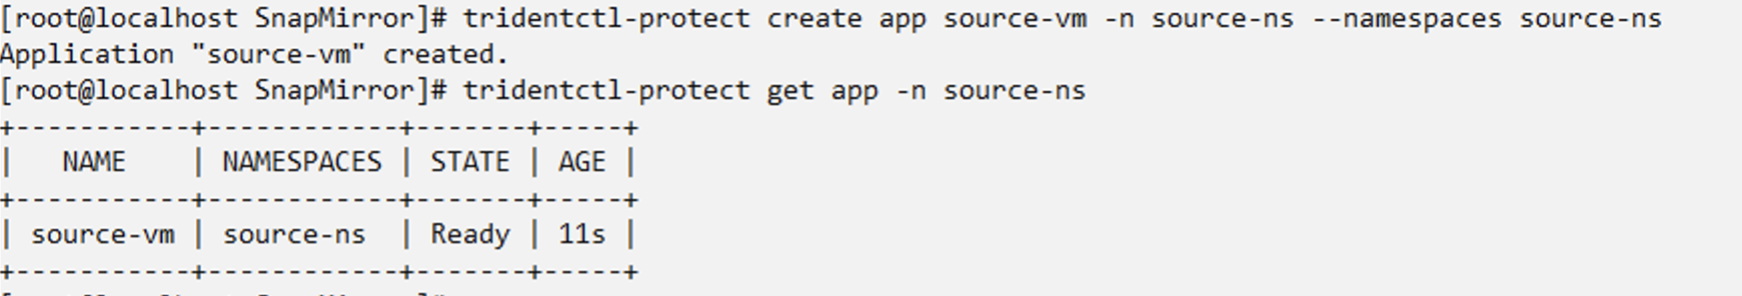 [root@localhost SnapMirror]# tridentctl-protect create app source-vm -n source-ns --namespaces source-ns
Application "source-vm" created.
[root@localhost SnapMirror]# tridentctl-protect get app -n source-ns
+-----------+------------+-------+-----+
|   NAME    | NAMESPACES | STATE | AGE |
+-----------+------------+-------+-----+
| source-vm | source-ns  | Ready | 11s |
+-----------+------------+-------+-----+